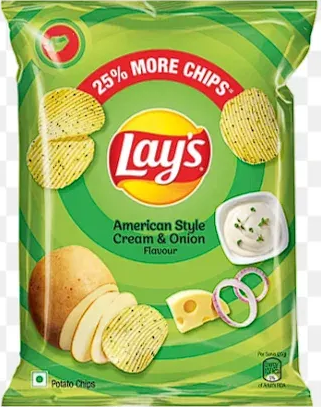 25% MORE CHIPS*
Lay's
American Style
Cream & Onion
Flavour
Potato Chips